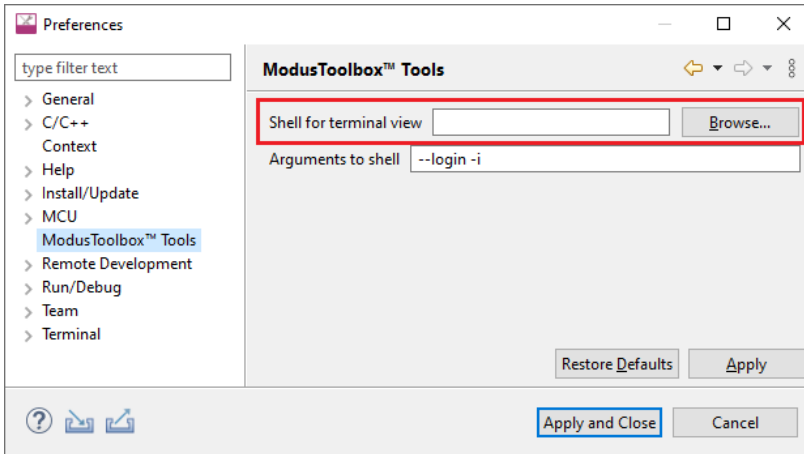 Preferences
type filter text
General
C/C++
Context
Help
Install/Update
MCU
ModusToolbox™ Tools
Remote Development
Run/Debug
Team
Terminal
ModusToolbox™ Tools
Shell for terminal view
Browse...
Arguments to shell --login -i
Restore Defaults Apply
Apply and Close Cancel